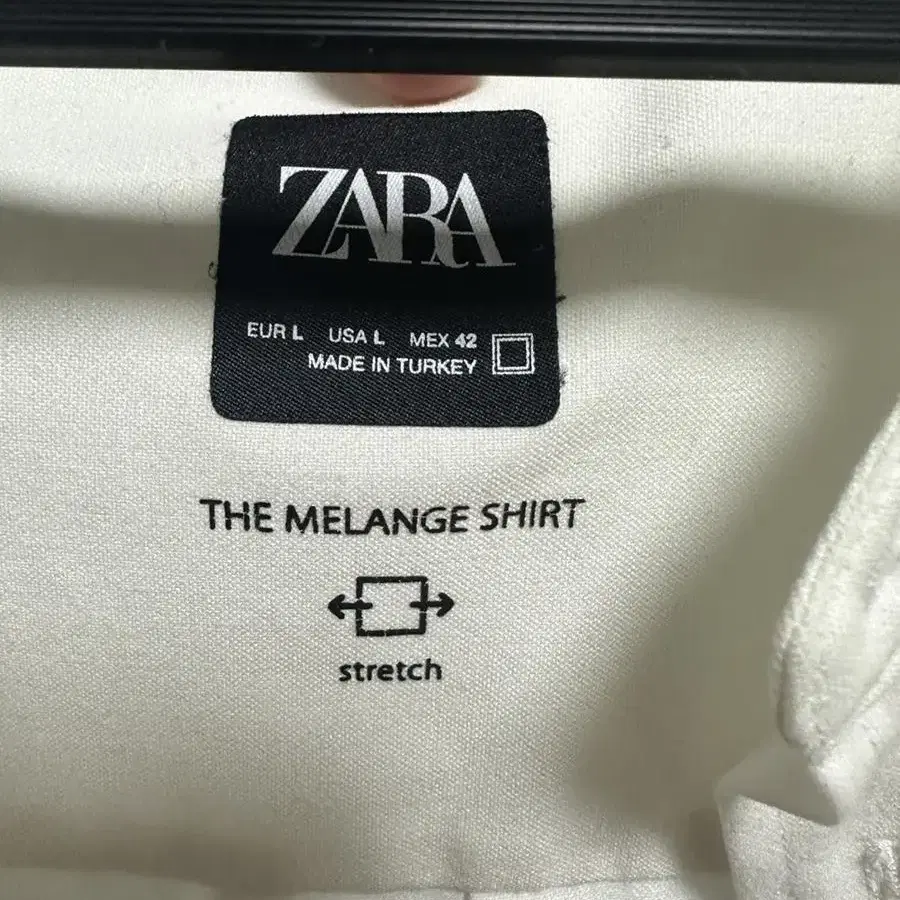 ZARA
EUR L USA L MEX 42
MADE IN TURKEY
THE MELANGE SHIRT
stretch